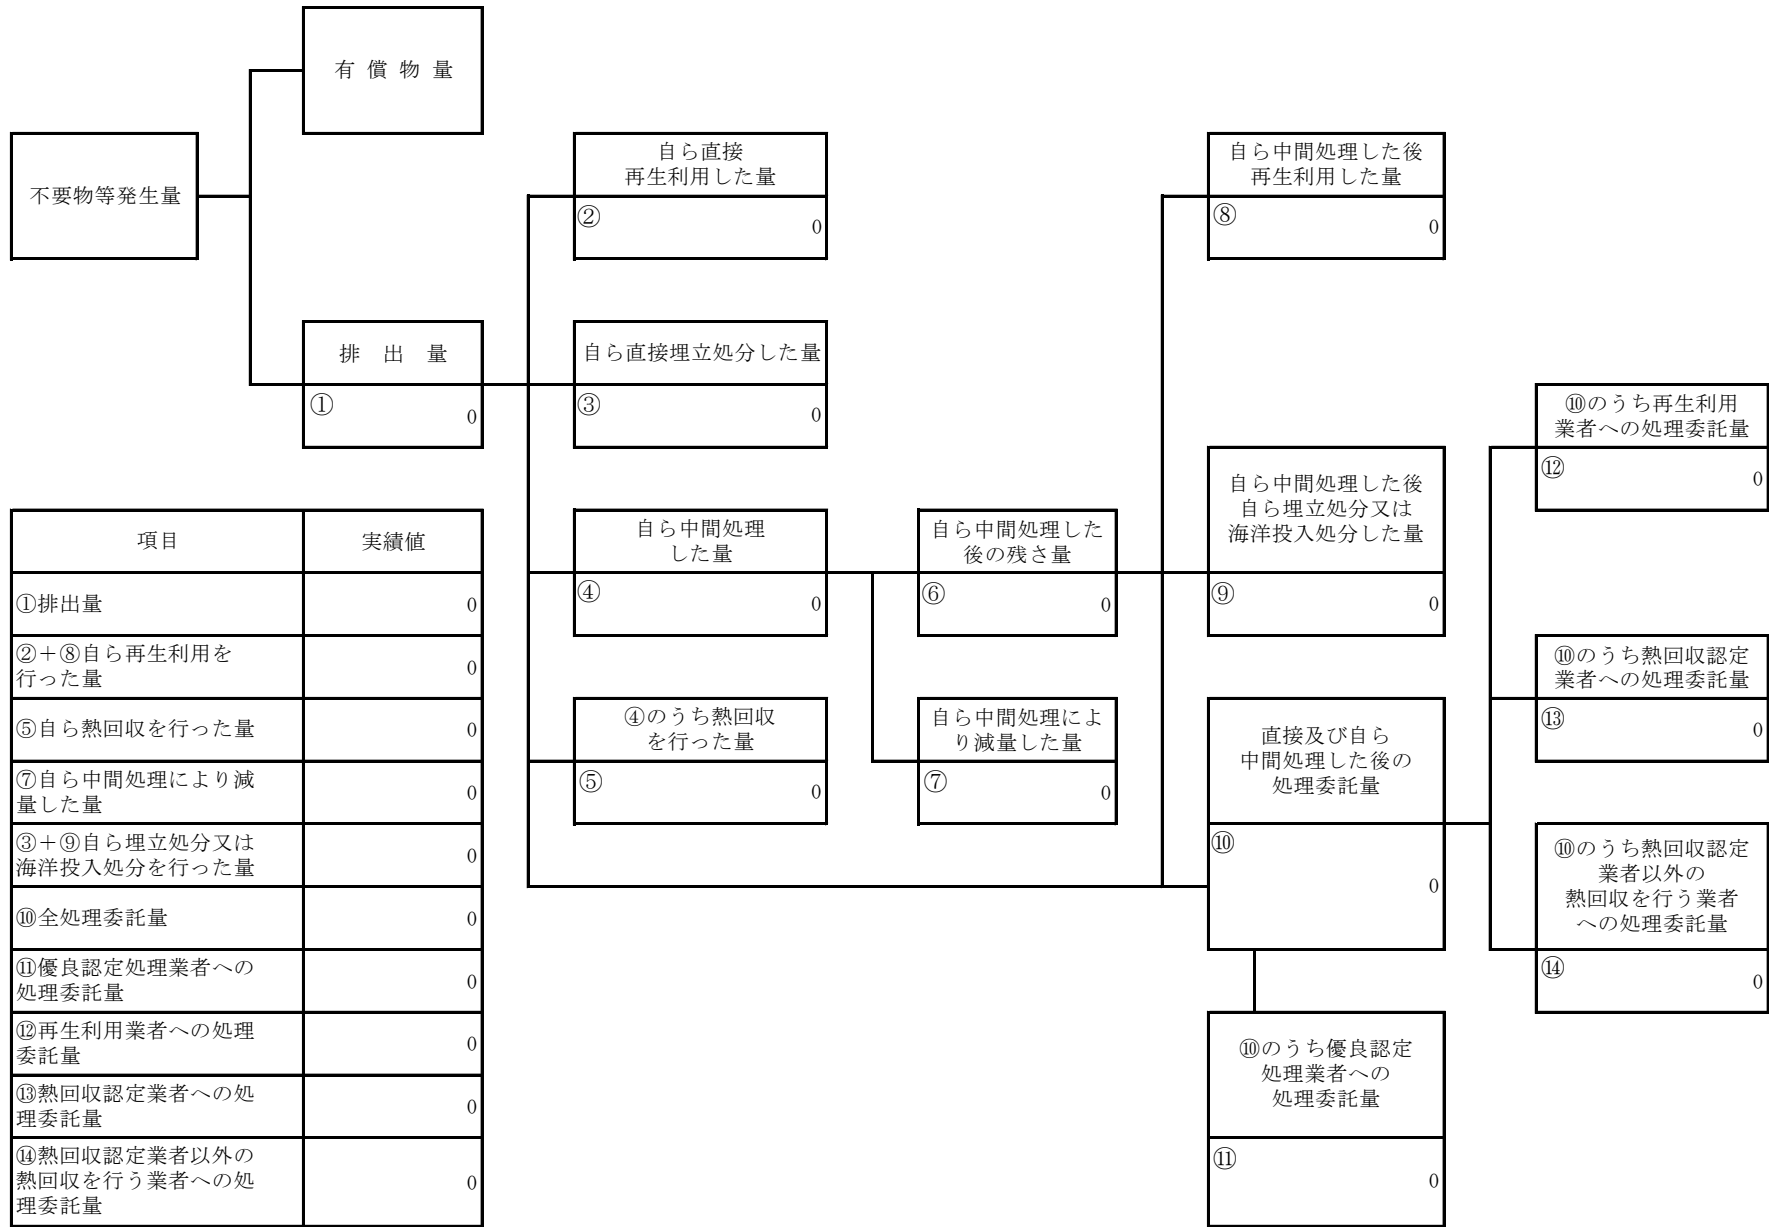 有 償 物 量
不要物等発生量
自ら直接
再生利用した量
②
0
自ら中間処理した後
再生利用した量
⑧
0
排 出 量
①
0
自ら直接埋立処分した量
③
0
⑩のうち再生利用
業者への処理委託量
⑫
0
自ら中間処理した後
自ら埋立処分又は
海洋投入処分した量
⑨
0
自ら中間処理
した量
④
0
自ら中間処理した
後の残さ量
⑥
0
⑩のうち熱回収認定
業者への処理委託量
⑬
0
④のうち熱回収
を行った量
⑤
0
自ら中間処理によ
り減量した量
⑦
0
直接及び自ら
中間処理した後の
処理委託量
⑩
0
⑩のうち熱回収認定
業者以外の
熱回収を行う業者
への処理委託量
⑭
0
⑩のうち優良認定
処理業者への
処理委託量
⑪
0
項目 実績値
①排出量 0
②＋⑧自ら再生利用を
行った量 0
⑤自ら熱回収を行った量 0
⑦自ら中間処理により減
量した量 0
③＋⑨自ら埋立処分又は
海洋投入処分を行った量 0
⑩全処理委託量 0
⑪優良認定処理業者への
処理委託量 0
⑫再生利用業者への処理
委託量 0
⑬熱回収認定業者への処
理委託量 0
⑭熱回収認定業者以外の
熱回収を行う業者への処
理委託量 0